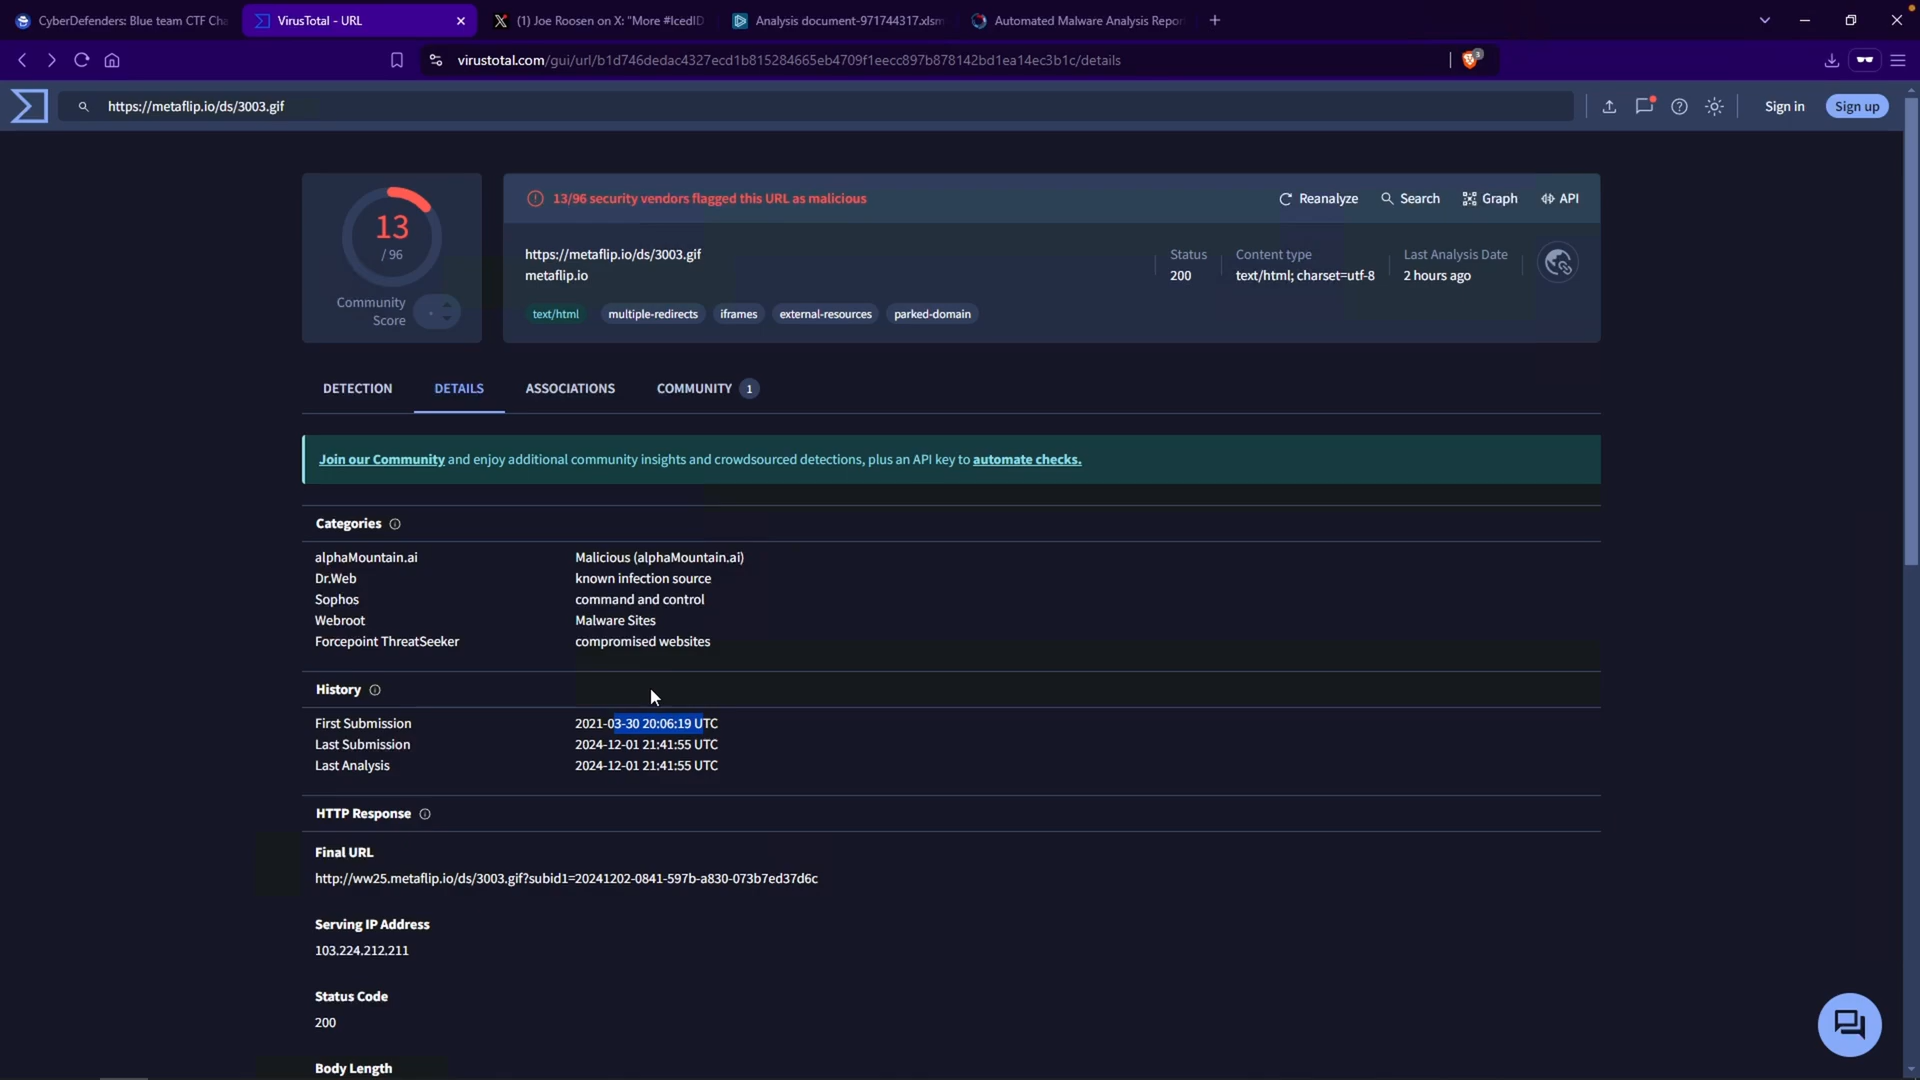 CyberDefenders: Blue team CTF Cha
VirusTotal - URL
(1) Joe Roosen on X: "More #IcedID
Analysis document-971744317.xlsm
Automated Malware Analysis Repor
virustotal.com/gui/url/b1d746dedac4327ecd1b815284665eb4709f1eecc897b878142bd1ea14ec3b1c/details
3
https://metaflip.io/ds/3003.gif
Sign in
Sign up
13
/ 96
Community
Score
13/96 security vendors flagged this URL as malicious
Reanalyze
Search
Graph
API
https://metaflip.io/ds/3003.gif
metaflip.io
Status
200
Content type
text/html; charset=utf-8
Last Analysis Date
2 hours ago
text/html
multiple-redirects
iframes
external-resources
parked-domain
DETECTION
DETAILS
ASSOCIATIONS
COMMUNITY 1
Join our Community and enjoy additional community insights and crowdsourced detections, plus an API key to automate checks.
Categories
alphaMountain.ai Malicious (alphaMountain.ai)
Dr.Web known infection source
Sophos command and control
Webroot Malware Sites
Forcepoint ThreatSeeker compromised websites
History
First Submission 2021-03-30 20:06:19 UTC
Last Submission 2024-12-01 21:41:55 UTC
Last Analysis 2024-12-01 21:41:55 UTC
HTTP Response
Final URL
http://ww25.metaflip.io/ds/3003.gif?subid1=20241202-0841-597b-a830-073b7ed37d6c
Serving IP Address
103.224.212.211
Status Code
200
Body Length